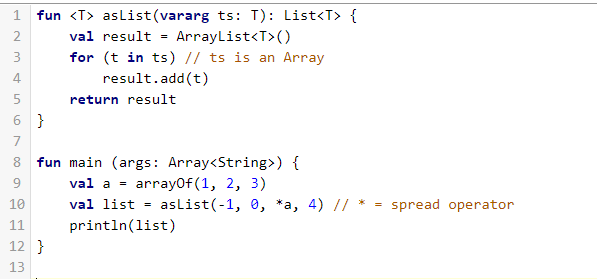 1 fun <T> asList(vararg ts: T): List<T> {
2     val result = ArrayList<T>()
3     for (t in ts) // ts is an Array
4         result.add(t)
5     return result
6 }
7
8 fun main (args: Array<String>) {
9     val a = arrayOf(1, 2, 3)
10     val list = asList(-1, 0, *a, 4) // * = spread operator
11     println(list)
12 }
13